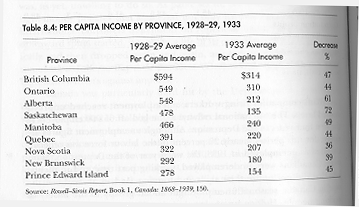 Table 8.4: PER CAPITA INCOME BY PROVINCE, 1928–29, 1933
1928–29 Average 1933 Average Decrease
Province Per Capita Income Per Capita Income %
British Columbia $594 $314 47
Ontario 549 310 44
Alberta 548 212 61
Saskatchewan 478 135 72
Manitoba 466 240 49
Quebec 391 220 44
Nova Scotia 322 207 36
New Brunswick 292 180 39
Prince Edward Island 278 154 45
Source: Rowell–Sirois Report, Book 1, Canada: 1868–1939, 150.